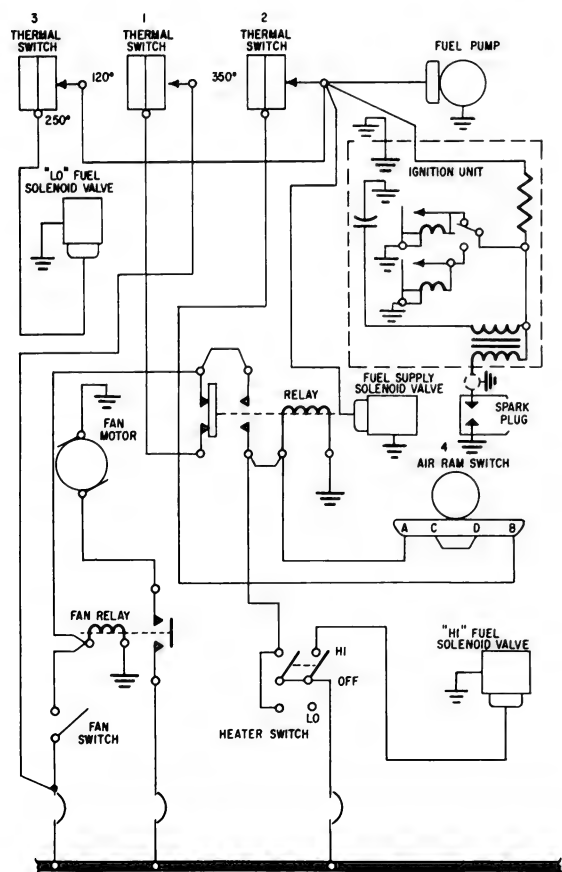 3
THERMAL
SWITCH
1
THERMAL
SWITCH
2
THERMAL
SWITCH
FUEL PUMP
120°
350°
250°
IGNITION UNIT
"LO" FUEL
SOLENOID VALVE
FUEL SUPPLY
SOLENOID VALVE
RELAY
SPARK
PLUG
FAN
MOTOR
4
AIR RAM SWITCH
A C D B
FAN RELAY
"HI" FUEL
SOLENOID VALVE
HI
OFF
LO
FAN
SWITCH
HEATER SWITCH